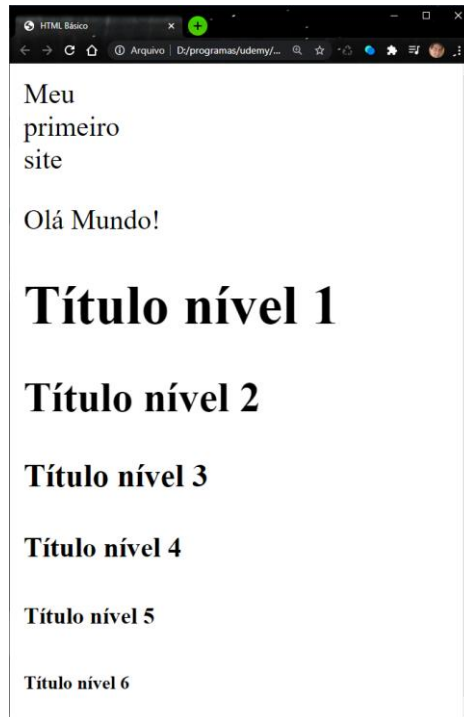 HTML Básico
Arquivo D:/programas/udemy/...
Meu
primeiro
site
Olá Mundo!
Título nível 1
Título nível 2
Título nível 3
Título nível 4
Título nível 5
Título nível 6